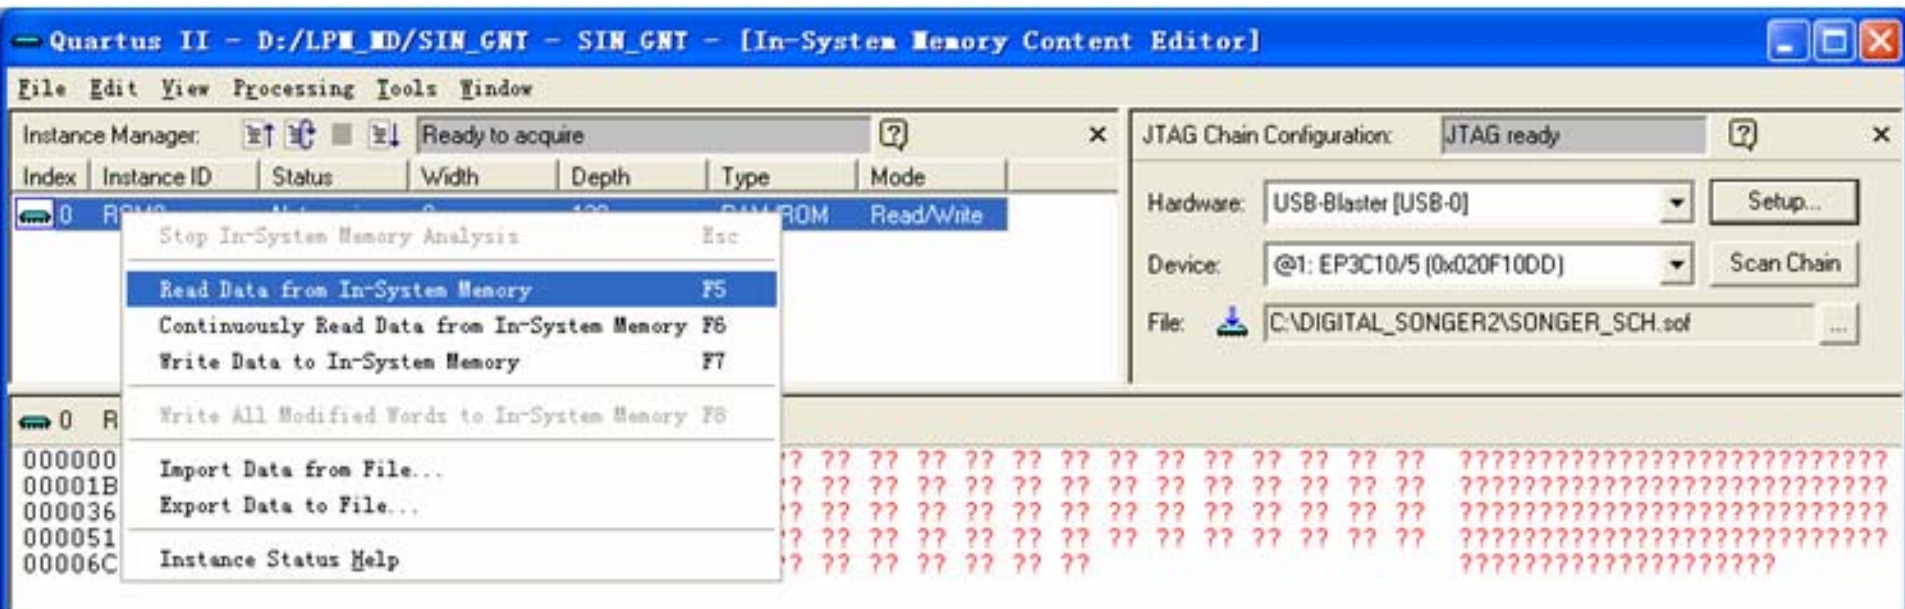 Quartus II - D:/LPM_MD/SIN_GNT - SIN_GNT - [In-System Memory Content Editor]
File Edit View Processing Tools Window
Instance Manager: Ready to acquire
Index Instance ID Status Width Depth Type Mode
0 Read/Write
Stop In-System Memory Analysis Esc
Read Data from In-System Memory F5
Continuously Read Data from In-System Memory F6
Write Data to In-System Memory F7
Write All Modified Words to In-System Memory F8
Import Data from File...
Export Data to File...
Instance Status Help
JTAG Chain Configuration: JTAG ready
Hardware: USB-Blaster [USB-0] Setup...
Device: @1: EP3C10/5 (0x020F10DD) Scan Chain
File: C:\DIGITAL_SONGER2\SONGER_SCH.sof ...
0 R
000000 ?? ?? ?? ?? ?? ?? ?? ?? ?? ?? ?? ?? ?? ?? ???????????????????????????
00001B ?? ?? ?? ?? ?? ?? ?? ?? ?? ?? ?? ?? ?? ?? ???????????????????????????
000036 ?? ?? ?? ?? ?? ?? ?? ?? ?? ?? ?? ?? ?? ?? ???????????????????????????
000051 ?? ?? ?? ?? ?? ?? ?? ?? ?? ?? ?? ?? ?? ?? ???????????????????????????
00006C ?? ?? ?? ?? ?? ?? ?? ????????????????????